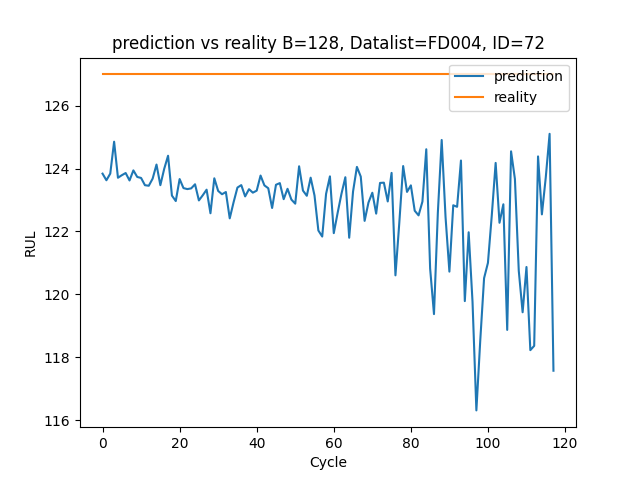 prediction vs reality B=128, Datalist=FD004, ID=72
prediction
reality
126
124
122
120
118
116
RUL
0 20 40 60 80 100 120
Cycle